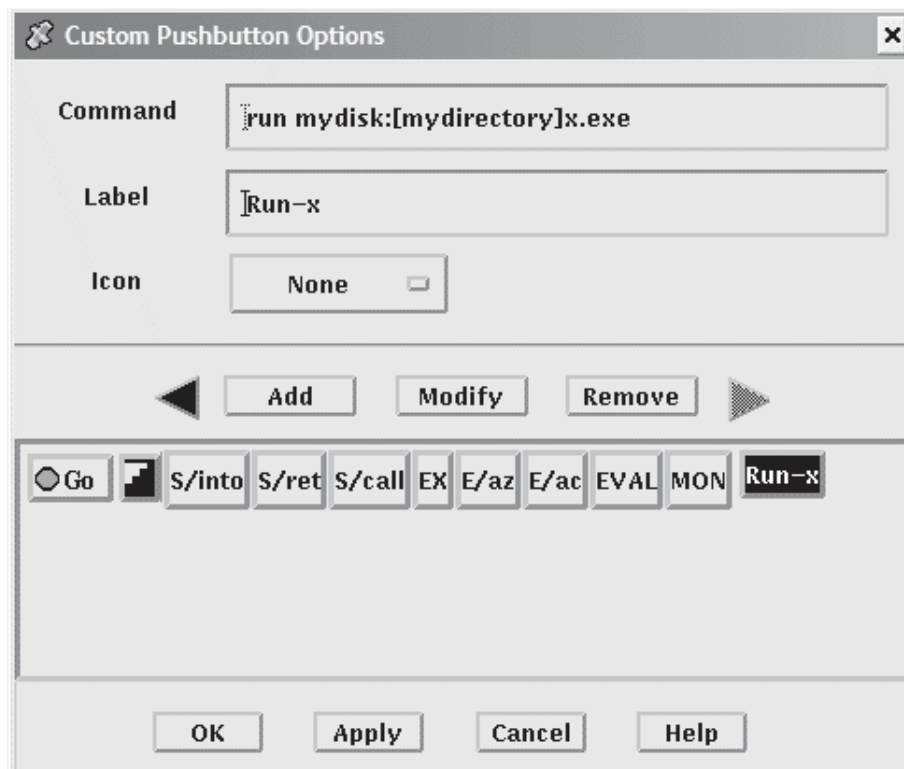 Custom Pushbutton Options
Command
run mydisk:[mydirectory]x.exe
Label
Run-x
Icon
None
Add Modify Remove
Go S/into S/ret S/call EX E/az E/ac EVAL MON Run-x
OK Apply Cancel Help